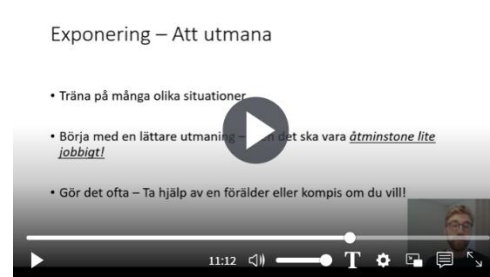 Exponering – Att utmana
• Träna på många olika situationer
• Börja med en lättare utmaning – det ska vara åtminstone lite
jobbigt!
• Gör det ofta – Ta hjälp av en förälder eller kompis om du vill!
11:12
T